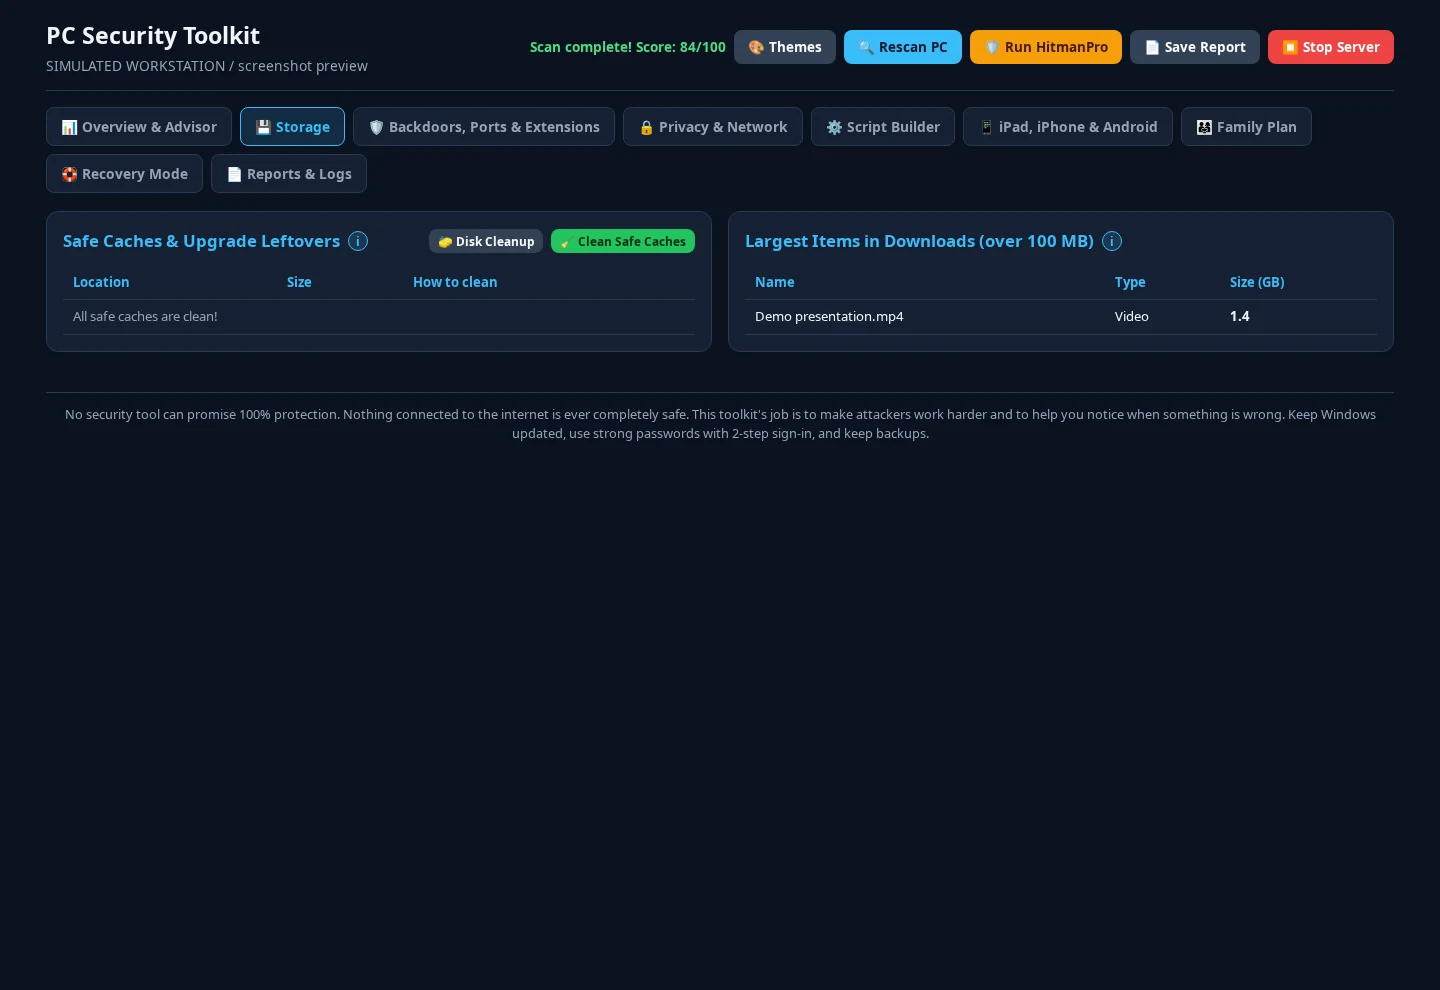 PC Security Toolkit
SIMULATED WORKSTATION / screenshot preview
Scan complete! Score: 84/100
Themes
Rescan PC
Run HitmanPro
Save Report
Stop Server
Overview & Advisor
Storage
Backdoors, Ports & Extensions
Privacy & Network
Script Builder
iPad, iPhone & Android
Family Plan
Recovery Mode
Reports & Logs
Safe Caches & Upgrade Leftovers i
Disk Cleanup
Clean Safe Caches
Location Size How to clean
All safe caches are clean!
Largest Items in Downloads (over 100 MB) i
Name Type Size (GB)
Demo presentation.mp4 Video 1.4
No security tool can promise 100% protection. Nothing connected to the internet is ever completely safe. This toolkit's job is to make attackers work harder and to help you notice when something is wrong. Keep Windows
updated, use strong passwords with 2-step sign-in, and keep backups.